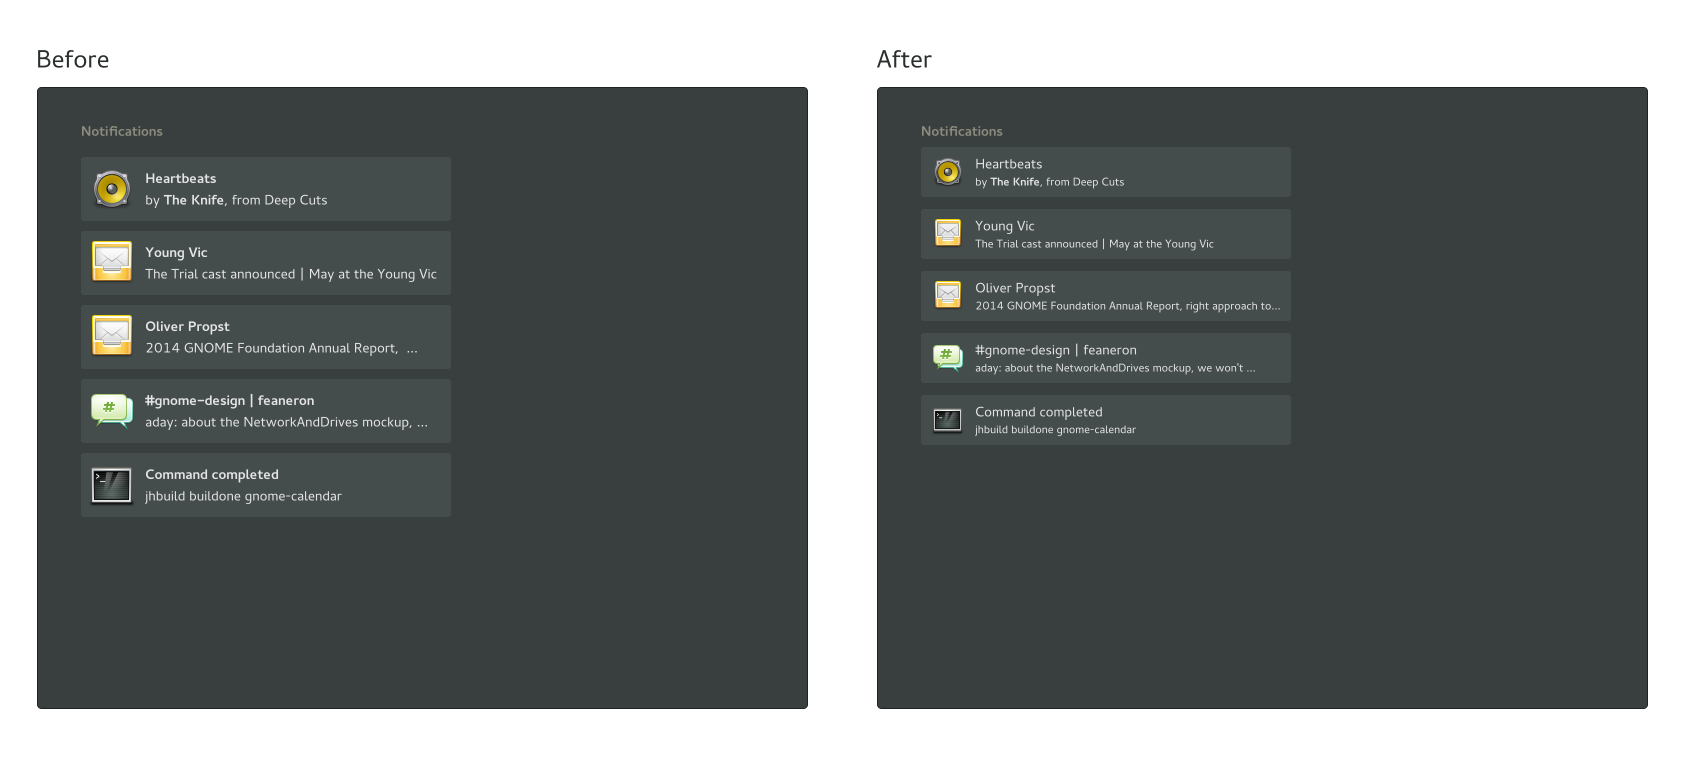 Before
Notifications
Heartbeats
by The Knife, from Deep Cuts
Young Vic
The Trial cast announced | May at the Young Vic
Oliver Propst
2014 GNOME Foundation Annual Report,  ...
#
#gnome-design | feaneron
aday: about the NetworkAndDrives mockup, ...
>_
Command completed
jhbuild buildone gnome-calendar
After
Notifications
Heartbeats
by The Knife, from Deep Cuts
Young Vic
The Trial cast announced | May at the Young Vic
Oliver Propst
2014 GNOME Foundation Annual Report, right approach to...
#
#gnome-design | feaneron
aday: about the NetworkAndDrives mockup, we won't ...
>_
Command completed
jhbuild buildone gnome-calendar